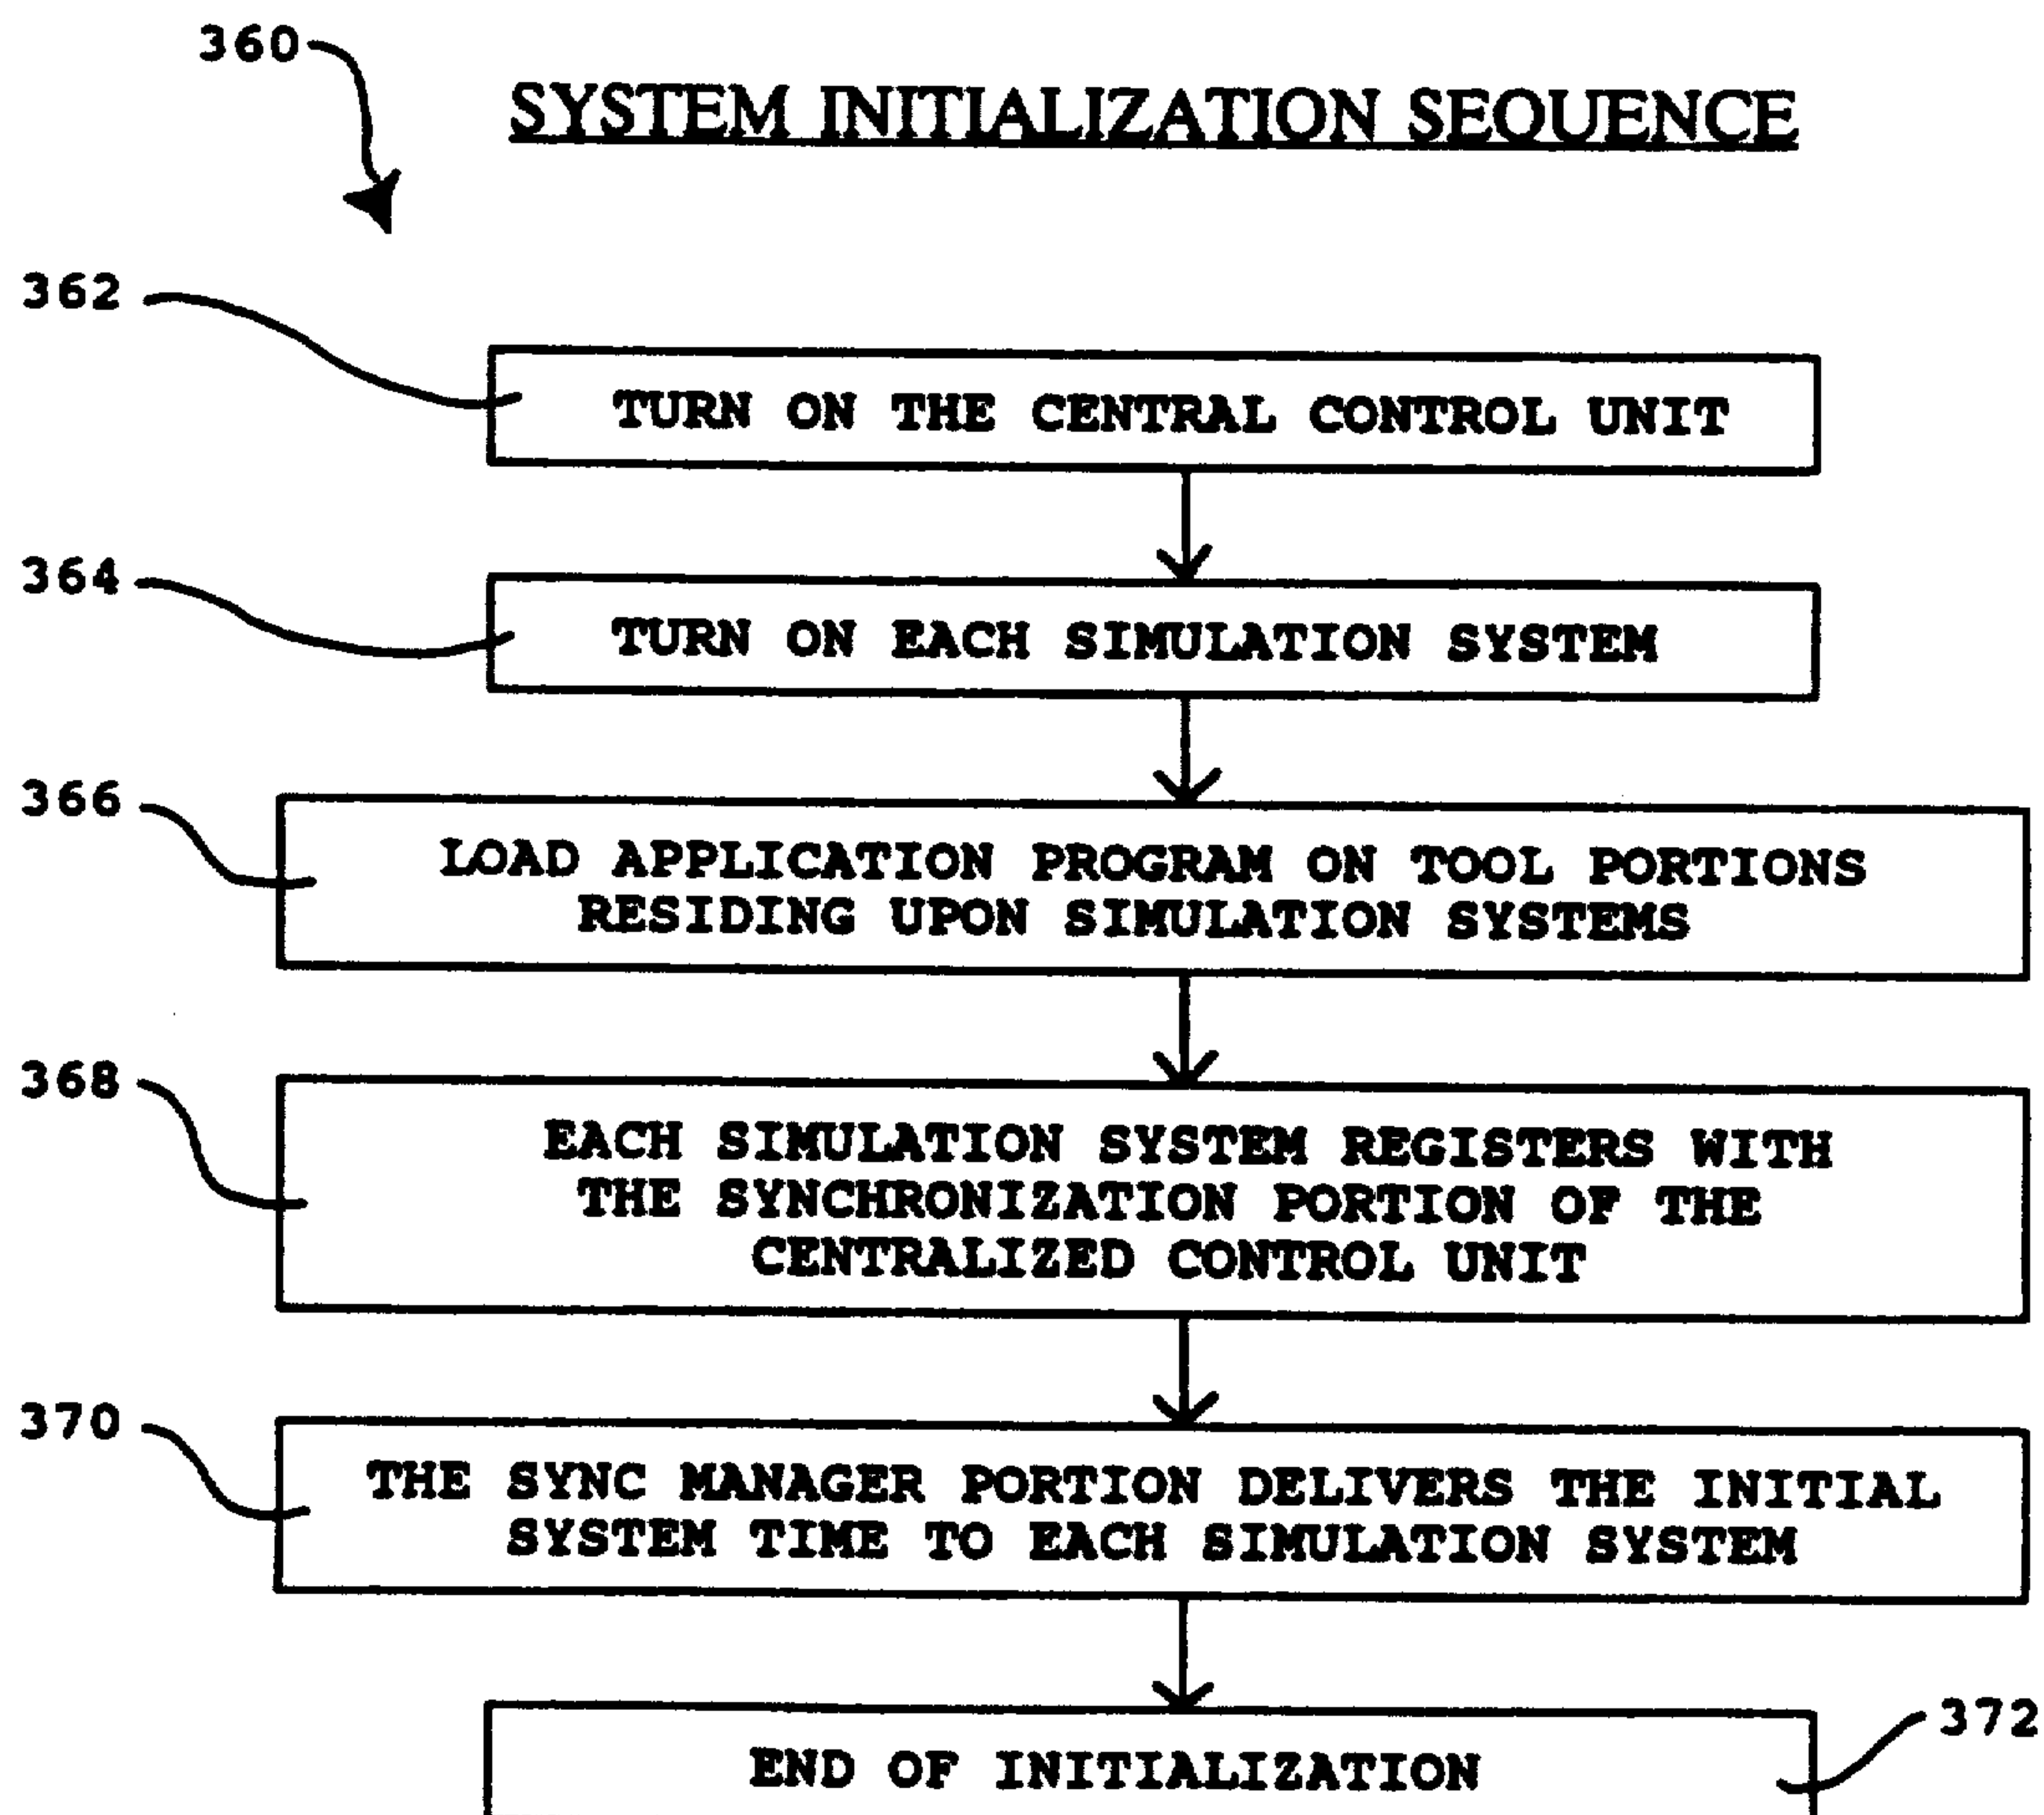 360
SYSTEM INITIALIZATION SEQUENCE
362
TURN ON THE CENTRAL CONTROL UNIT
364
TURN ON EACH SIMULATION SYSTEM
366
LOAD APPLICATION PROGRAM ON TOOL PORTIONS
RESIDING UPON SIMULATION SYSTEMS
368
EACH SIMULATION SYSTEM REGISTERS WITH
THE SYNCHRONIZATION PORTION OF THE
CENTRALIZED CONTROL UNIT
370
THE SYNC MANAGER PORTION DELIVERS THE INITIAL
SYSTEM TIME TO EACH SIMULATION SYSTEM
372
END OF INITIALIZATION